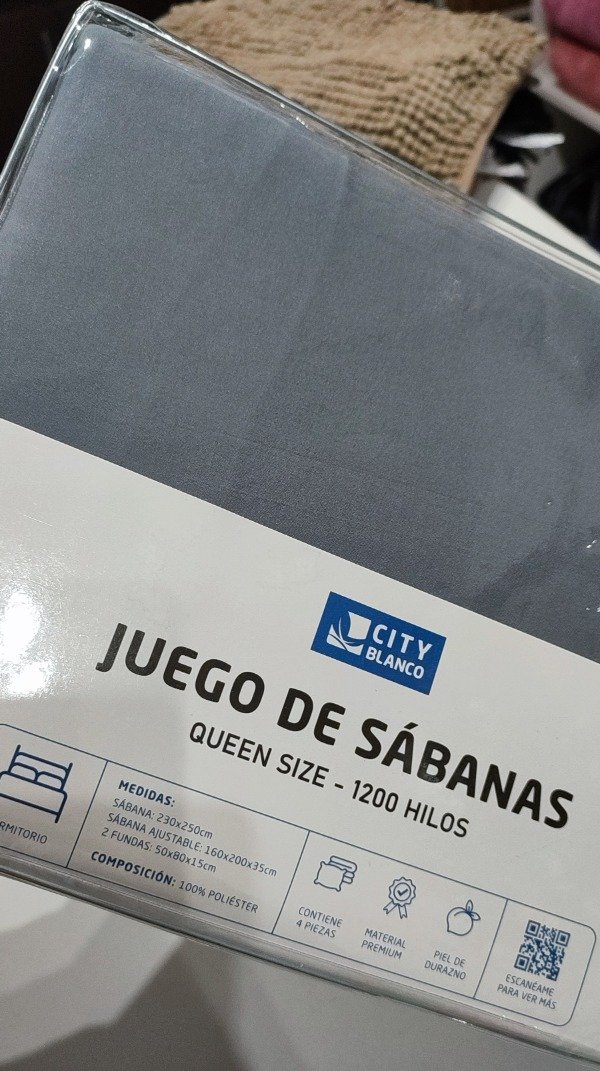 CITY
BLANCO
JUEGO DE SÁBANAS
QUEEN SIZE - 1200 HILOS
RMITORIO
MEDIDAS:
SÁBANA: 230x250cm
SÁBANA AJUSTABLE: 160x200x35cm
2 FUNDAS: 50x80x15cm
COMPOSICIÓN: 100% POLIÉSTER
CONTIENE
4 PIEZAS
MATERIAL
PREMIUM
PIEL DE
DURAZNO
ESCANÉAME
PARA VER MÁS